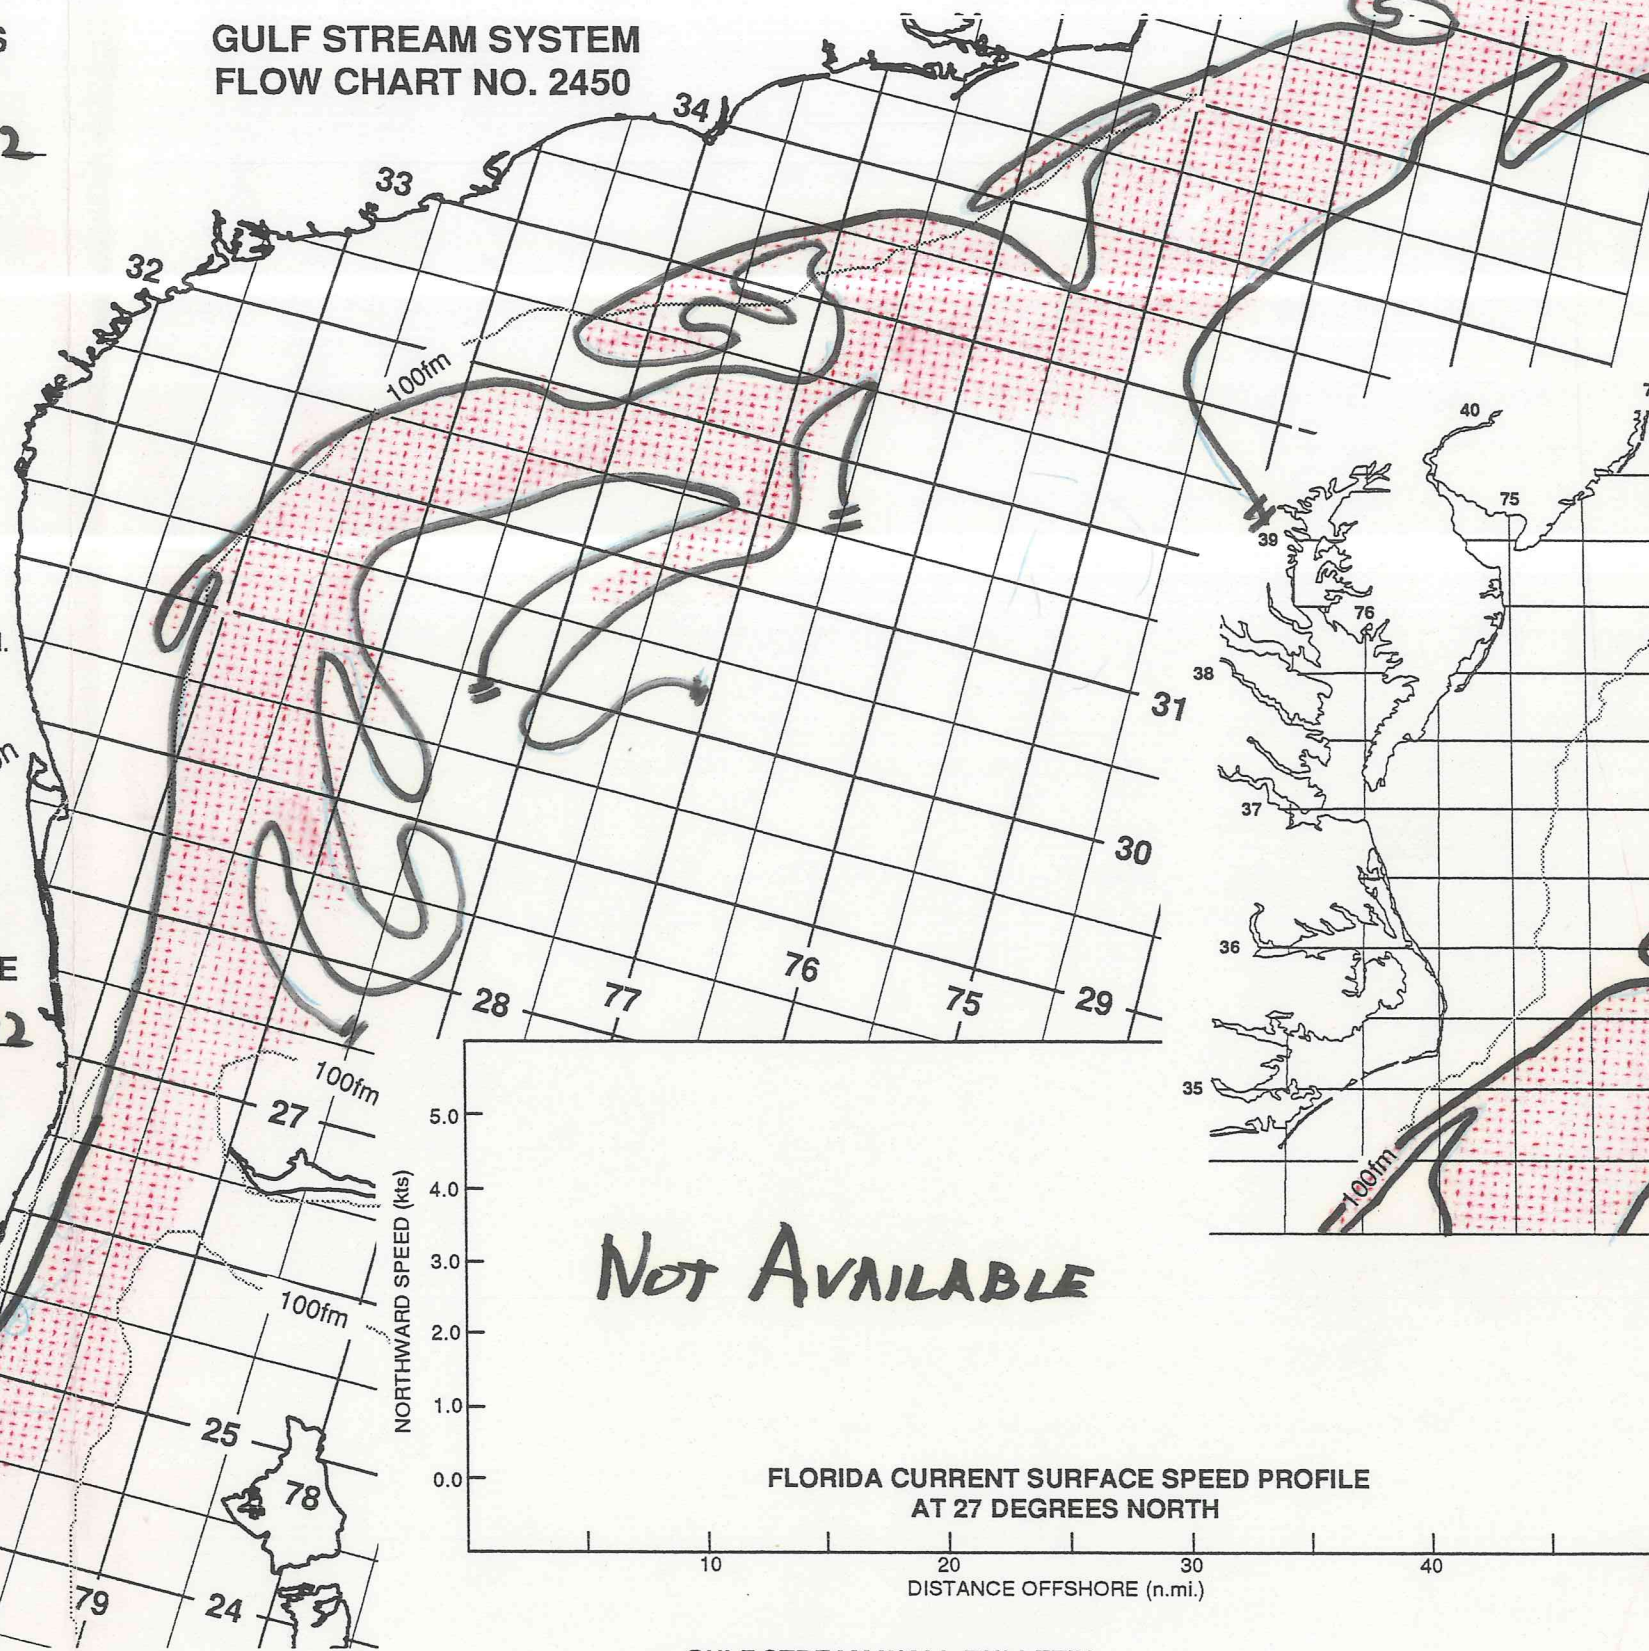 GULF STREAM SYSTEM
FLOW CHART NO. 2450
34
33
32
100fm
31
30
76
77
75
28
29
100fm
27
100fm
25
78
79
24
40
75
39
76
38
37
36
35
100fm
E
5.0
4.0
3.0
2.0
1.0
0.0
NORTHWARD SPEED (kts)
NOT AVAILABLE
FLORIDA CURRENT SURFACE SPEED PROFILE
AT 27 DEGREES NORTH
10
20
30
40
DISTANCE OFFSHORE (n.mi.)